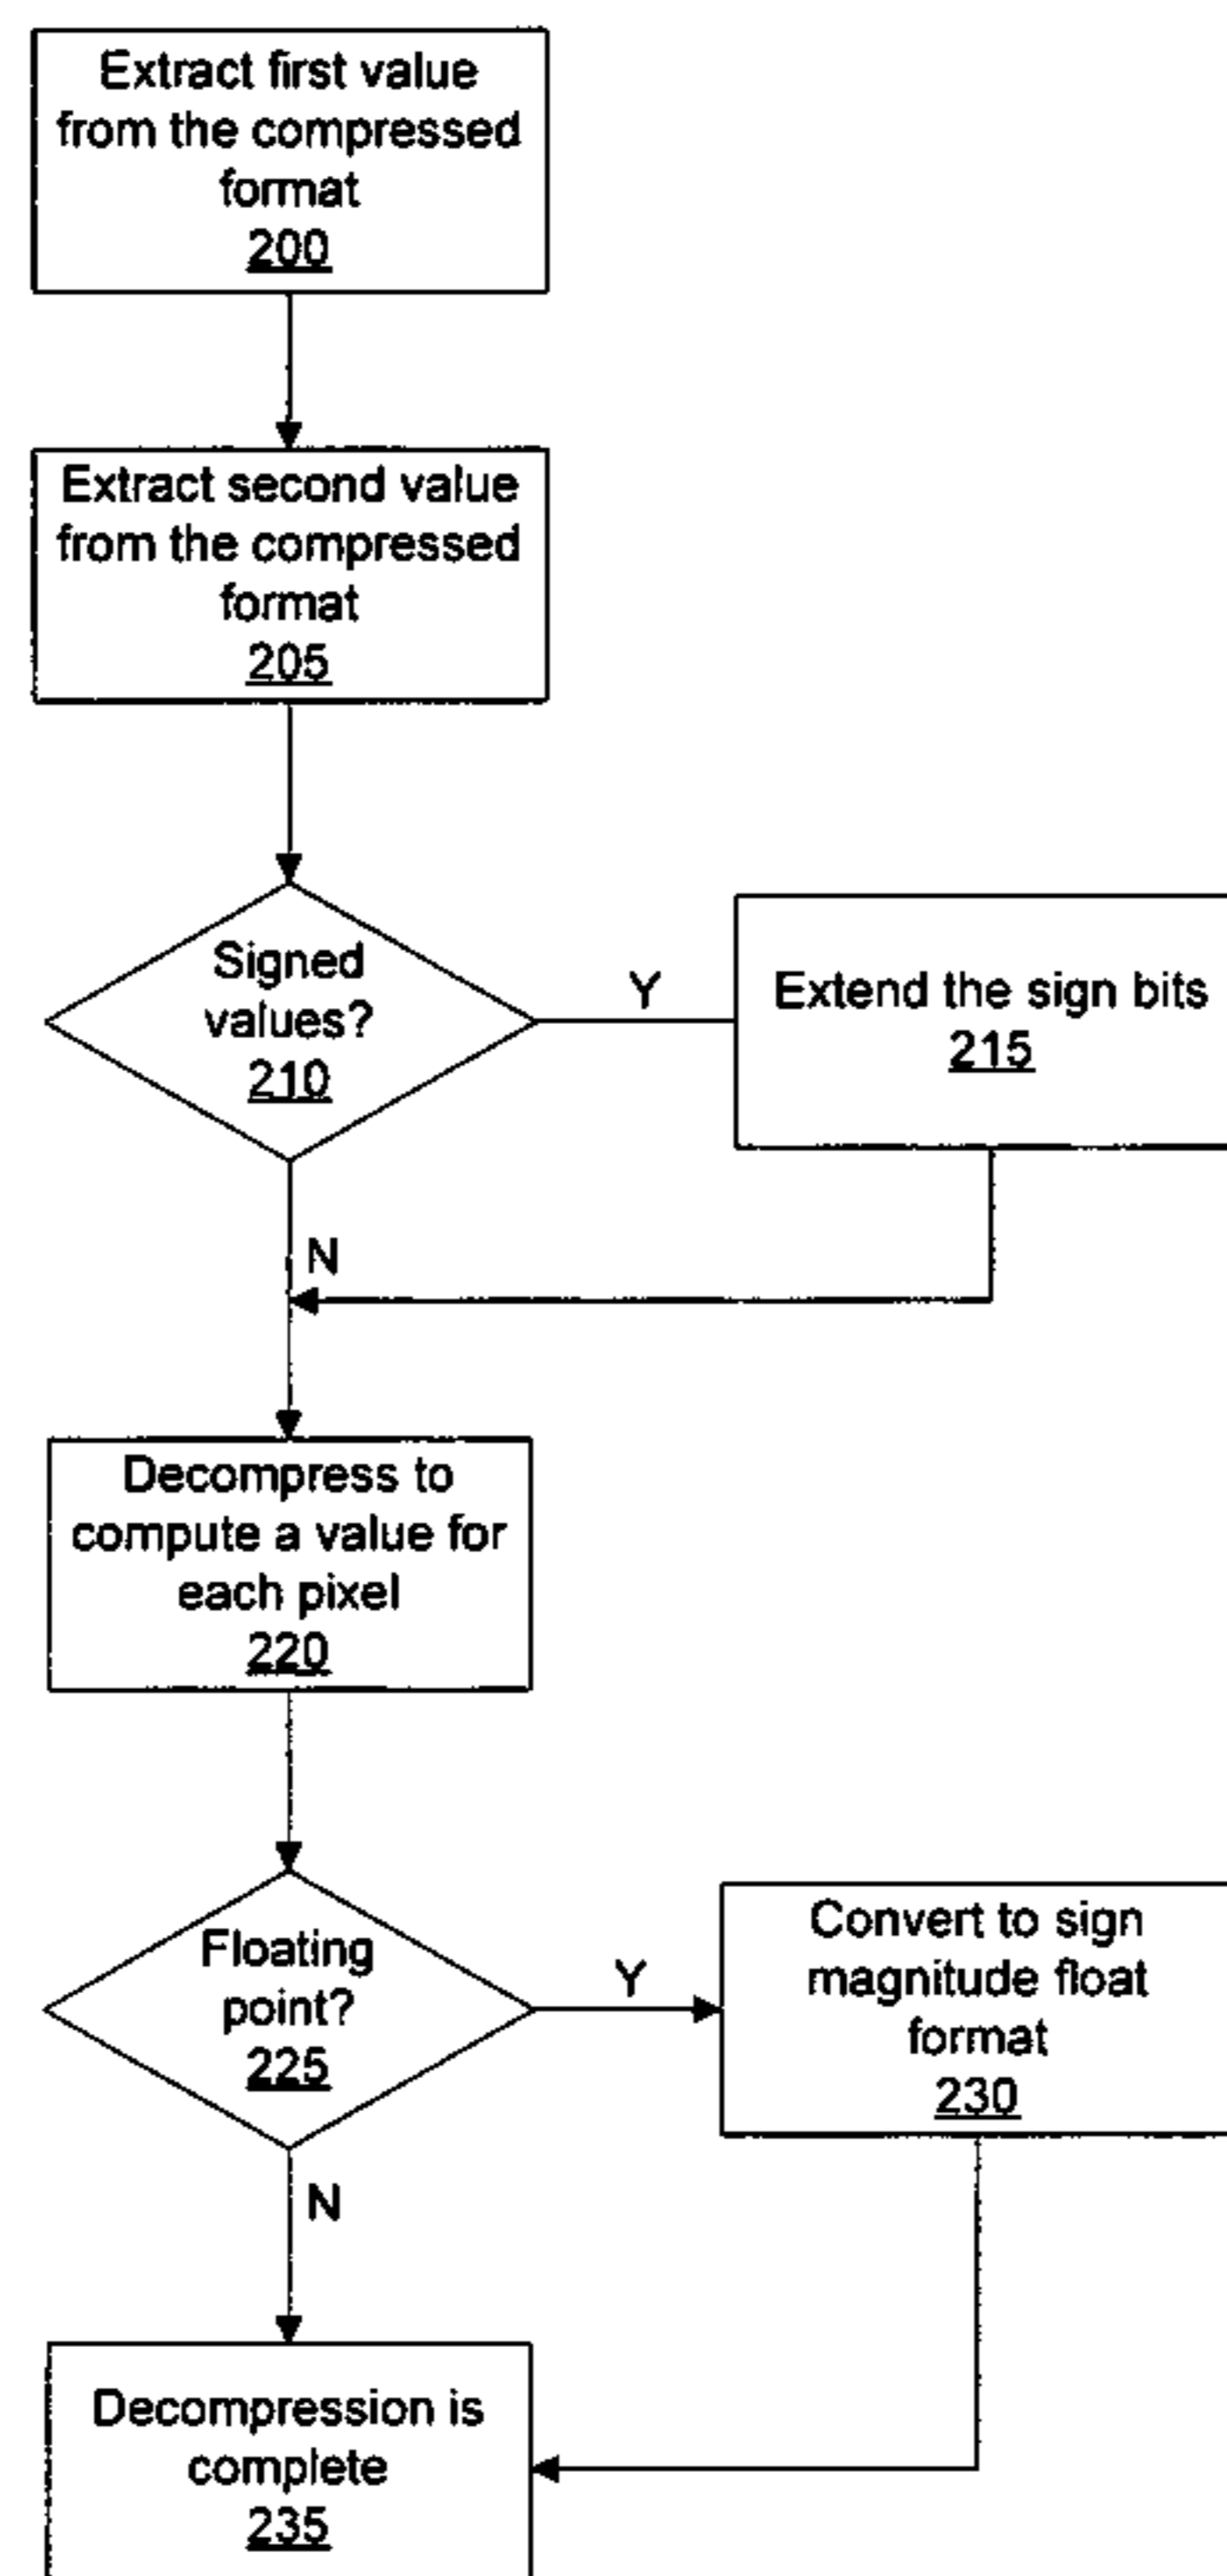 Extract first value
from the compressed
format
200
Extract second value
from the compressed
format
205
Signed
values?
210
Y
Extend the sign bits
215
N
Decompress to
compute a value for
each pixel
220
Floating
point?
225
Y
Convert to sign
magnitude float
format
230
N
Decompression is
complete
235